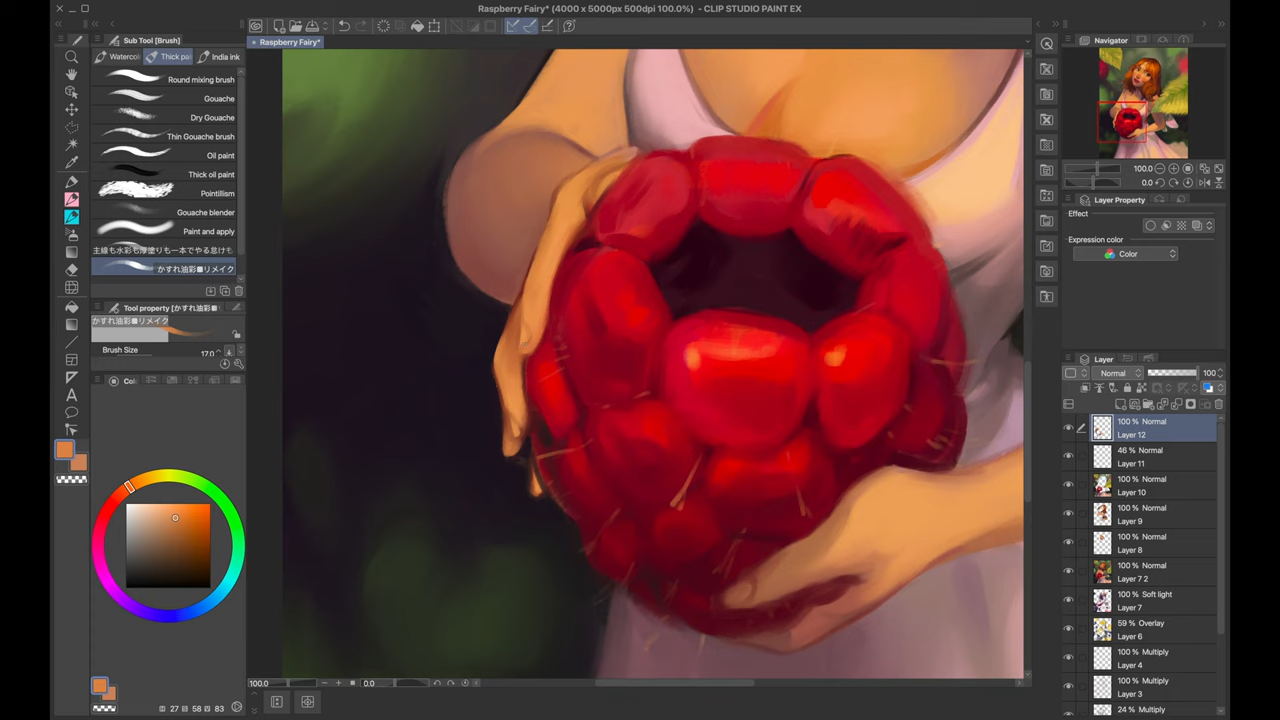 Raspberry Fairy* (4000 x 5000px 500dpi 100.0%) - CLIP STUDIO PAINT EX
Sub Tool [Brush]
Raspberry Fairy*
Navigator
Watercol
Thick pa
India ink
Round mixing brush
Gouache
Dry Gouache
Thin Gouache brush
Oil paint
Thick oil paint
Pointillism
Gouache blender
Paint and apply
主線も水彩も厚塗りも一本でやる怠けも
かすれ油彩■リメイク
Tool property [かすれ油彩■リメイク
かすれ油彩■リメイク
Brush Size
17.0
Col
100.0
0.0
Layer Property
Effect
Expression color
Color
Layer
Normal
100
100 % Normal
Layer 12
46 % Normal
Layer 11
100 % Normal
Layer 10
100 % Normal
Layer 9
100 % Normal
Layer 8
100 % Normal
Layer 7 2
100 % Soft light
Layer 7
59 % Overlay
Layer 6
100 % Multiply
Layer 4
100 % Multiply
Layer 3
24 % Multiply
100.0
0.0
27 58 83